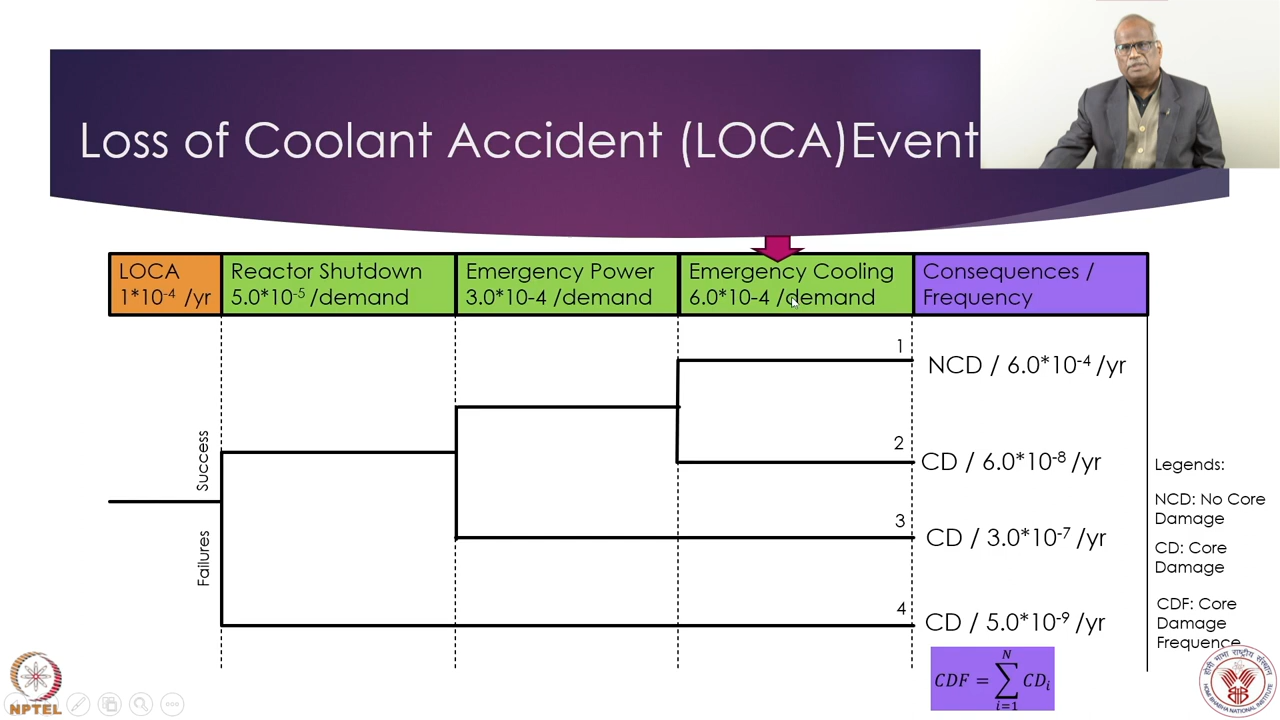 Loss of Coolant Accident (LOCA)Event
LOCA
1*10⁻⁴ /yr
Reactor Shutdown
5.0*10⁻⁵ /demand
Emergency Power
3.0*10-4 /demand
Emergency Cooling
6.0*10-4 /demand
Consequences /
Frequency
Success
Failures
1
NCD / 6.0*10⁻⁴ /yr
2
CD / 6.0*10⁻⁸ /yr
3
CD / 3.0*10⁻⁷ /yr
4
CD / 5.0*10⁻⁹ /yr
Legends:
NCD: No Core
Damage
CD: Core
Damage
CDF: Core
Damage
Frequence
N
CDF = ∑ CDᵢ
i=1
NPTEL
होमी भाभा राष्ट्रीय संस्थान
HOMI BHABHA NATIONAL INSTITUTE